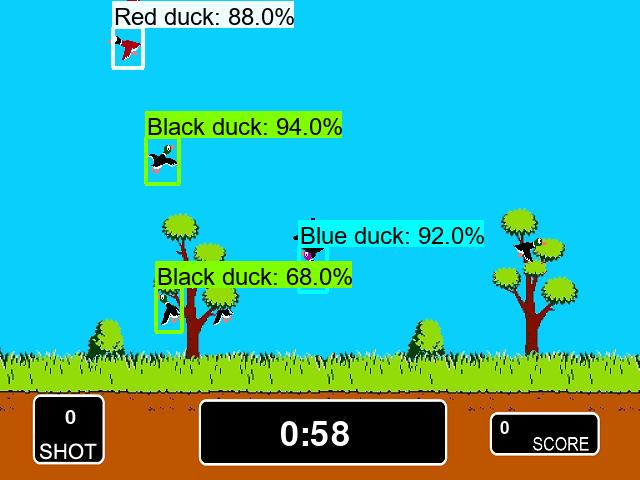 Red duck: 88.0%
Black duck: 94.0%
Blue duck: 92.0%
Black duck: 68.0%
0
SHOT
0:58
0
SCORE